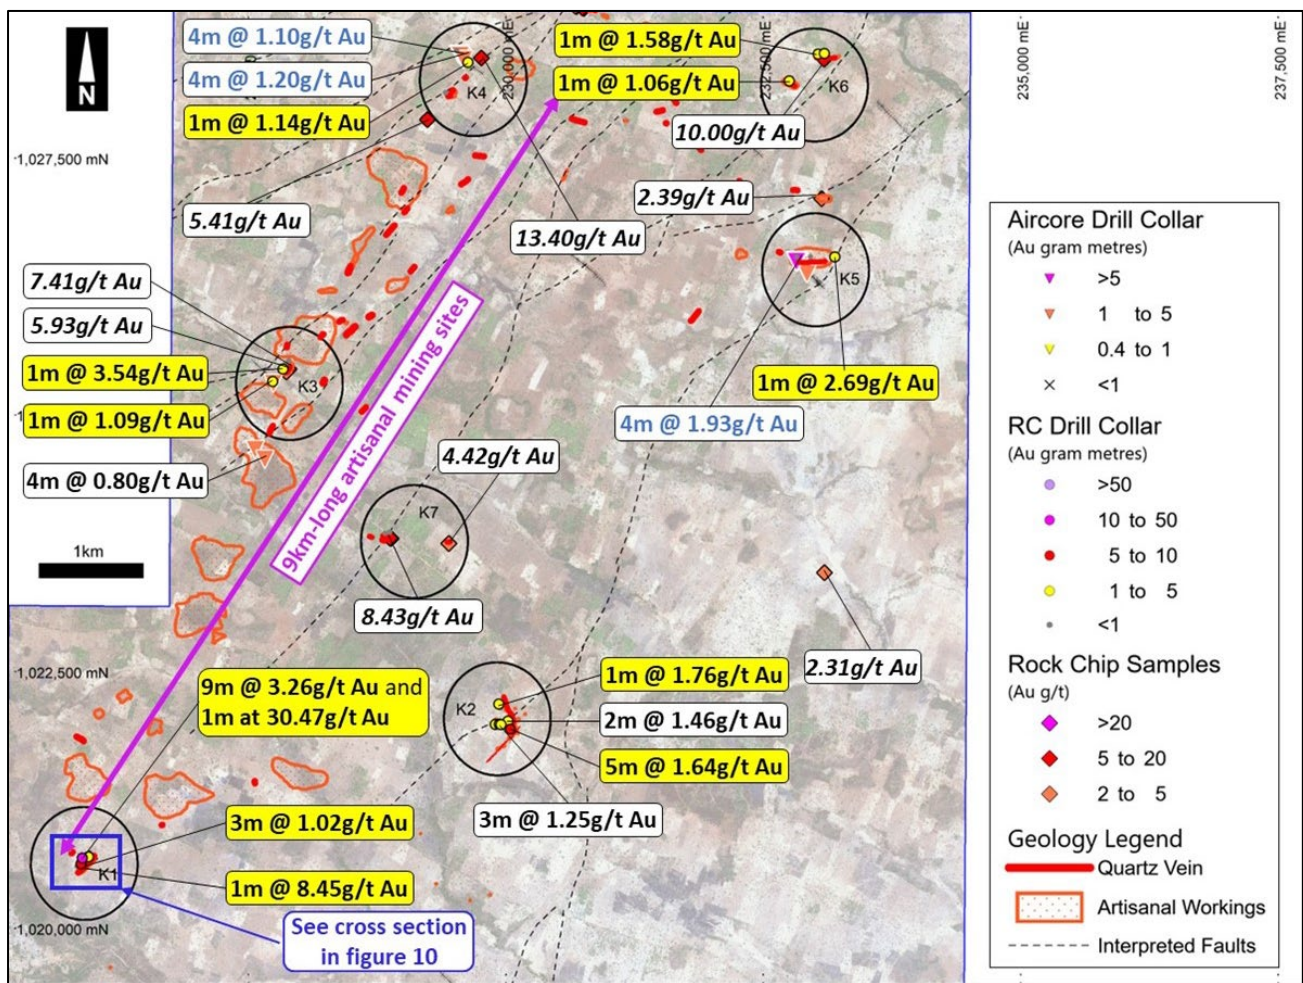 N
4m @ 1.10g/t Au
4m @ 1.20g/t Au
1m @ 1.14g/t Au
K4
230,000 mE
1m @ 1.58g/t Au
1m @ 1.06g/t Au
232,500 mE
K6
10.00g/t Au
235,000 mE
237,500 mE
1,027,500 mN
5.41g/t Au
13.40g/t Au
2.39g/t Au
K5
7.41g/t Au
5.93g/t Au
1m @ 3.54g/t Au
K3
1m @ 1.09g/t Au
4m @ 0.80g/t Au
9km-long artisanal mining sites
1m @ 2.69g/t Au
4m @ 1.93g/t Au
4.42g/t Au
K7
8.43g/t Au
2.31g/t Au
1km
1,022,500 mN
9m @ 3.26g/t Au and
1m at 30.47g/t Au
K2
1m @ 1.76g/t Au
2m @ 1.46g/t Au
5m @ 1.64g/t Au
3m @ 1.25g/t Au
3m @ 1.02g/t Au
K1
1m @ 8.45g/t Au
See cross section
in figure 10
1,020,000 mN
Aircore Drill Collar
(Au gram metres)
>5
1 to 5
0.4 to 1
<1
RC Drill Collar
(Au gram metres)
>50
10 to 50
5 to 10
1 to 5
<1
Rock Chip Samples
(Au g/t)
>20
5 to 20
2 to 5
Geology Legend
Quartz Vein
Artisanal Workings
Interpreted Faults